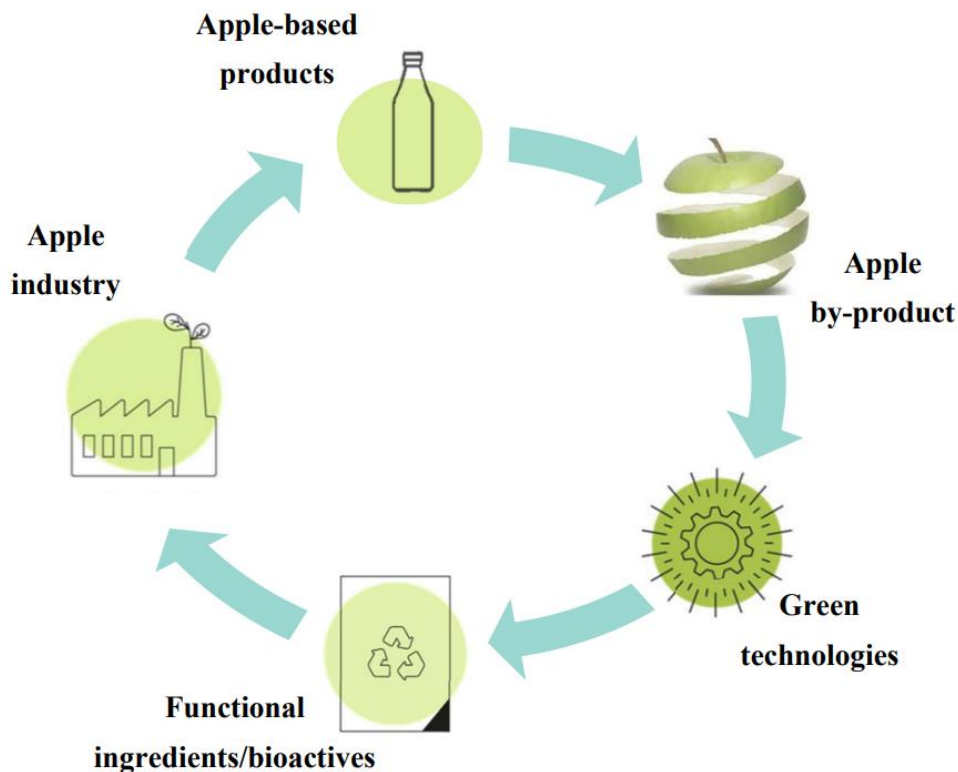 Apple-based
products
Apple
by-product
Green
technologies
Functional
ingredients/bioactives
Apple
industry